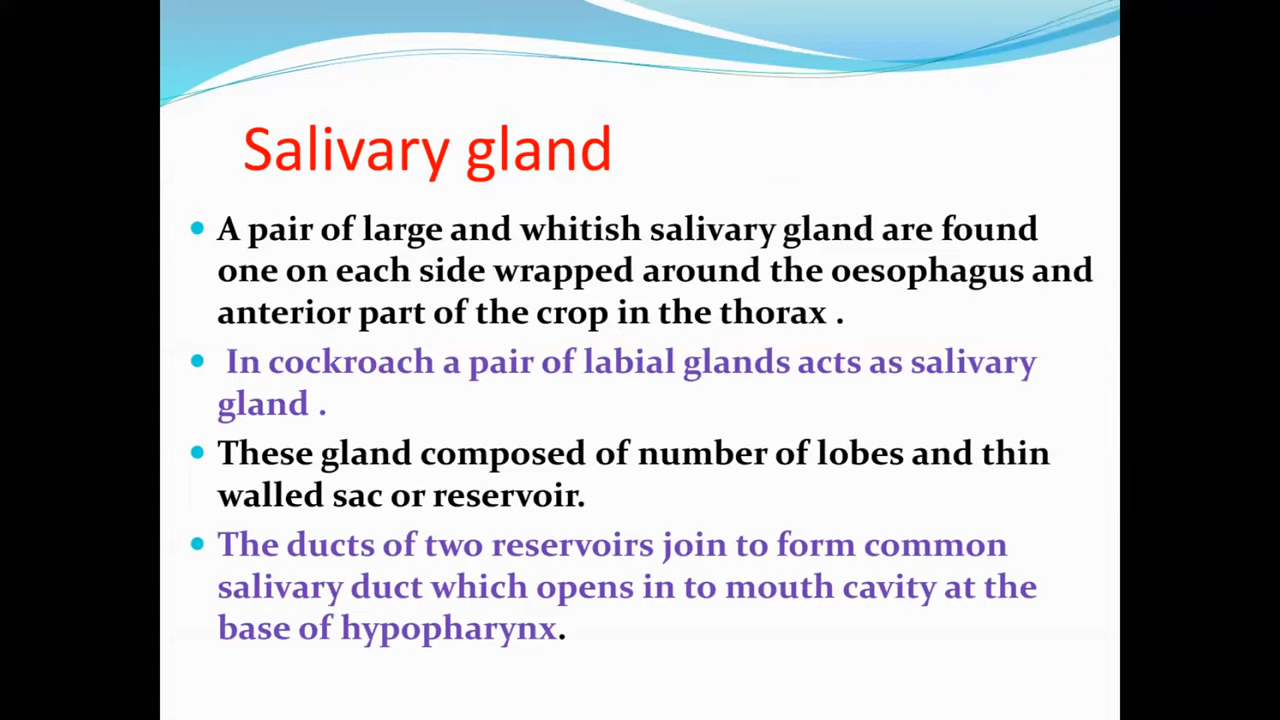 Salivary gland
• A pair of large and whitish salivary gland are found
one on each side wrapped around the oesophagus and
anterior part of the crop in the thorax .
• In cockroach a pair of labial glands acts as salivary
gland .
• These gland composed of number of lobes and thin
walled sac or reservoir.
• The ducts of two reservoirs join to form common
salivary duct which opens in to mouth cavity at the
base of hypopharynx.